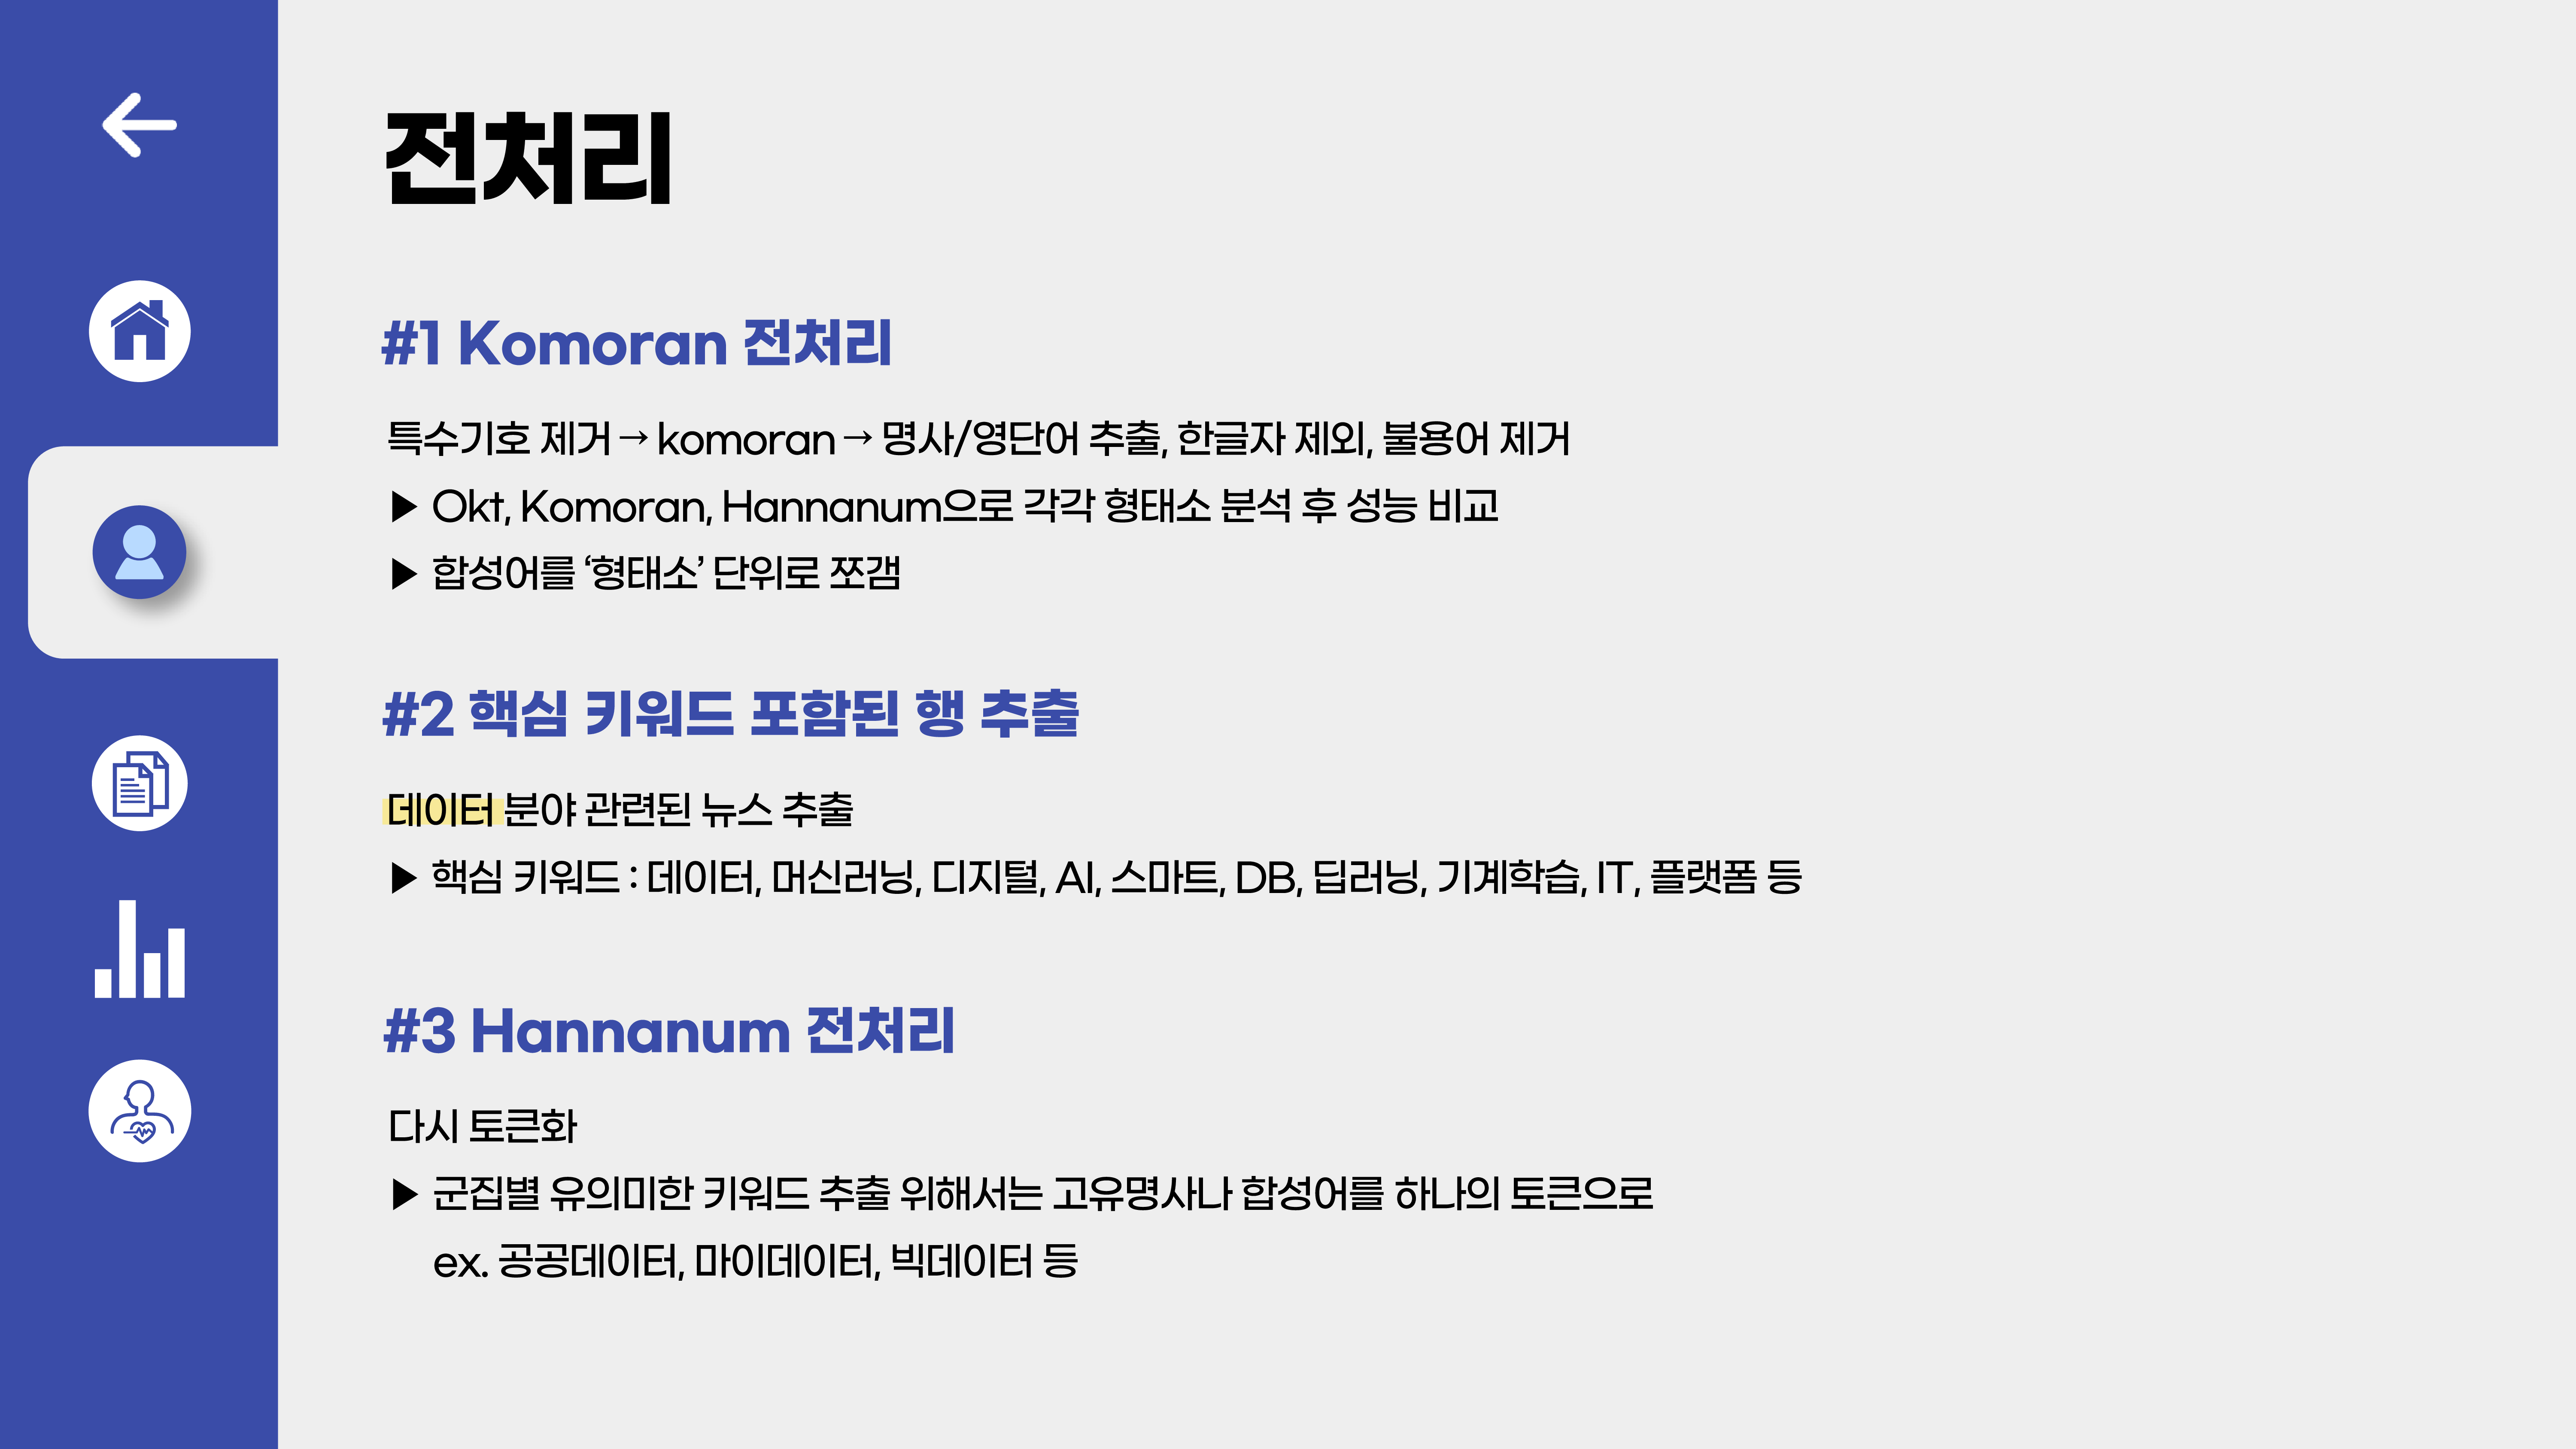 전처리
#1 Komoran 전처리
특수기호 제거 → komoran → 명사/영단어 추출, 한글자 제외, 불용어 제거
▶ Okt, Komoran, Hannanum으로 각각 형태소 분석 후 성능 비교
▶ 합성어를 ‘형태소’ 단위로 쪼갬
#2 핵심 키워드 포함된 행 추출
데이터 분야 관련된 뉴스 추출
▶ 핵심 키워드 : 데이터, 머신러닝, 디지털, AI, 스마트, DB, 딥러닝, 기계학습, IT, 플랫폼 등
#3 Hannanum 전처리
다시 토큰화
▶ 군집별 유의미한 키워드 추출 위해서는 고유명사나 합성어를 하나의 토큰으로
ex. 공공데이터, 마이데이터, 빅데이터 등